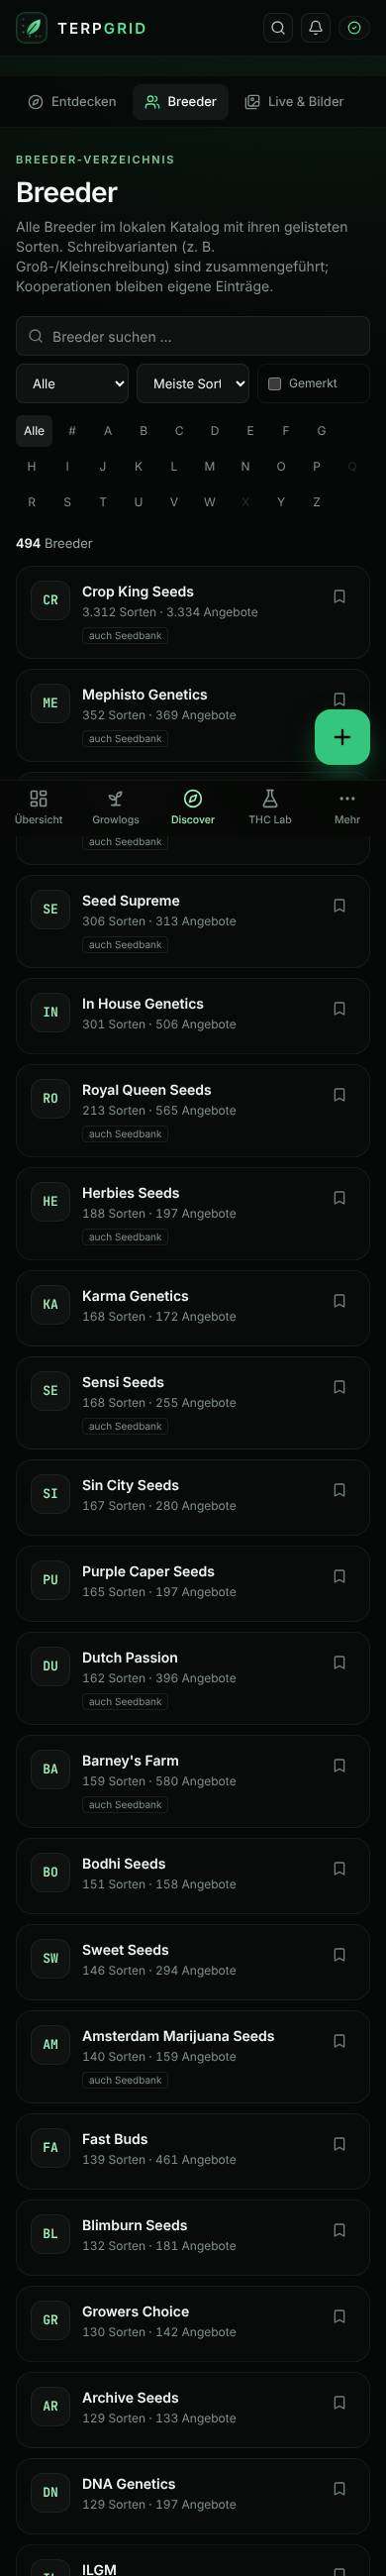 TERPGRID
Entdecken Breeder Live & Bilder
BREEDER-VERZEICHNIS
Breeder
Alle Breeder im lokalen Katalog mit ihren gelisteten
Sorten. Schreibvarianten (z. B.
Groß-/Kleinschreibung) sind zusammengeführt;
Kooperationen bleiben eigene Einträge.
Breeder suchen …
Alle Meiste Sort Gemerkt
Alle # A B C D E F G
H I J K L M N O P Q
R S T U V W X Y Z
494 Breeder
CR
Crop King Seeds
3.312 Sorten · 3.334 Angebote
auch Seedbank
ME
Mephisto Genetics
352 Sorten · 369 Angebote
auch Seedbank
Übersicht Growlogs Discover THC Lab Mehr
auch Seedbank
SE
Seed Supreme
306 Sorten · 313 Angebote
auch Seedbank
IN
In House Genetics
301 Sorten · 506 Angebote
RO
Royal Queen Seeds
213 Sorten · 565 Angebote
auch Seedbank
HE
Herbies Seeds
188 Sorten · 197 Angebote
auch Seedbank
KA
Karma Genetics
168 Sorten · 172 Angebote
SE
Sensi Seeds
168 Sorten · 255 Angebote
auch Seedbank
SI
Sin City Seeds
167 Sorten · 280 Angebote
PU
Purple Caper Seeds
165 Sorten · 197 Angebote
DU
Dutch Passion
162 Sorten · 396 Angebote
auch Seedbank
BA
Barney's Farm
159 Sorten · 580 Angebote
auch Seedbank
BO
Bodhi Seeds
151 Sorten · 158 Angebote
SW
Sweet Seeds
146 Sorten · 294 Angebote
AM
Amsterdam Marijuana Seeds
140 Sorten · 159 Angebote
auch Seedbank
FA
Fast Buds
139 Sorten · 461 Angebote
BL
Blimburn Seeds
132 Sorten · 181 Angebote
GR
Growers Choice
130 Sorten · 142 Angebote
AR
Archive Seeds
129 Sorten · 133 Angebote
DN
DNA Genetics
129 Sorten · 197 Angebote
ILGM